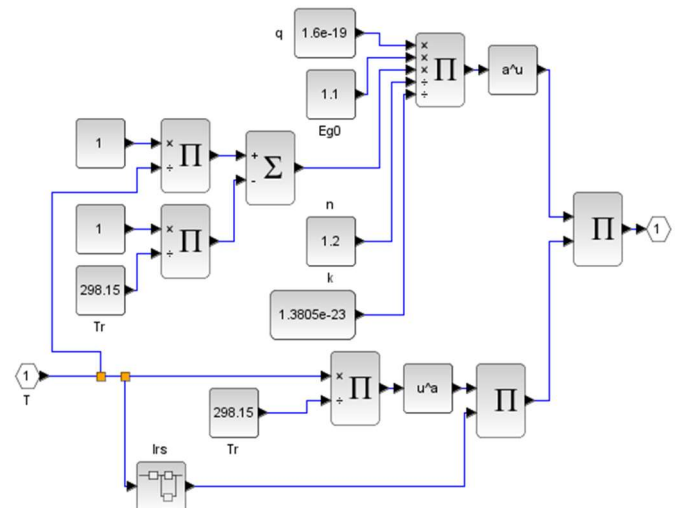 q
1.6e-19
×
×
×
÷
÷
Π
a^u
1.1
Eg0
1
×
÷
Π
+
-
Σ
1
×
÷
Π
298.15
Tr
n
1.2
k
1.3805e-23
Π
1
1
T
×
÷
Π
u^a
Π
298.15
Tr
Irs